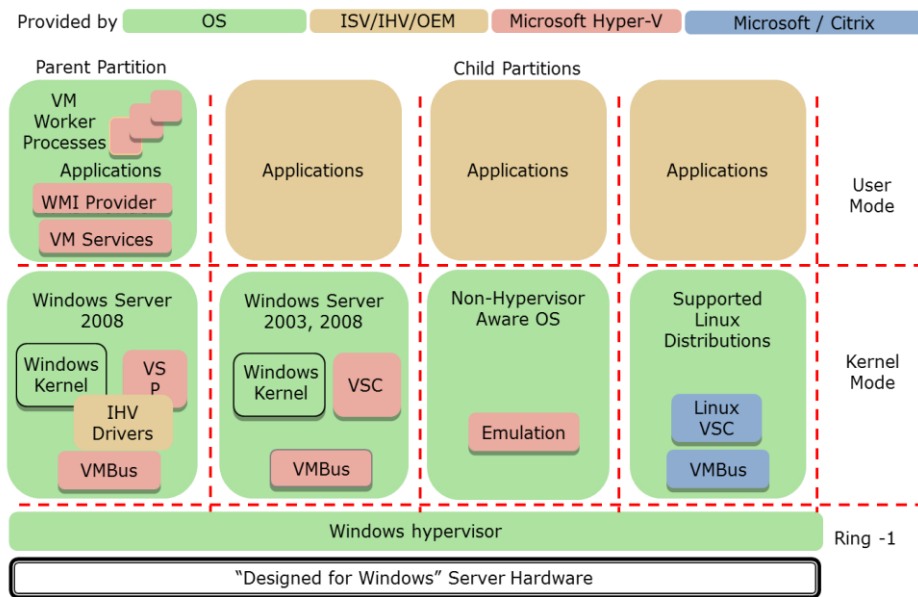 Provided by
OS
ISV/IHV/OEM
Microsoft Hyper-V
Microsoft / Citrix
Parent Partition
Child Partitions
VM
Worker
Processes
Applications
WMI Provider
VM Services
Applications
Applications
Applications
User
Mode
Windows Server
2008
Windows
Kernel
VS
P
IHV
Drivers
VMBus
Windows Server
2003, 2008
Windows
Kernel
VSC
VMBus
Non-Hypervisor
Aware OS
Emulation
Supported
Linux
Distributions
Linux
VSC
VMBus
Kernel
Mode
Windows hypervisor
Ring -1
“Designed for Windows” Server Hardware